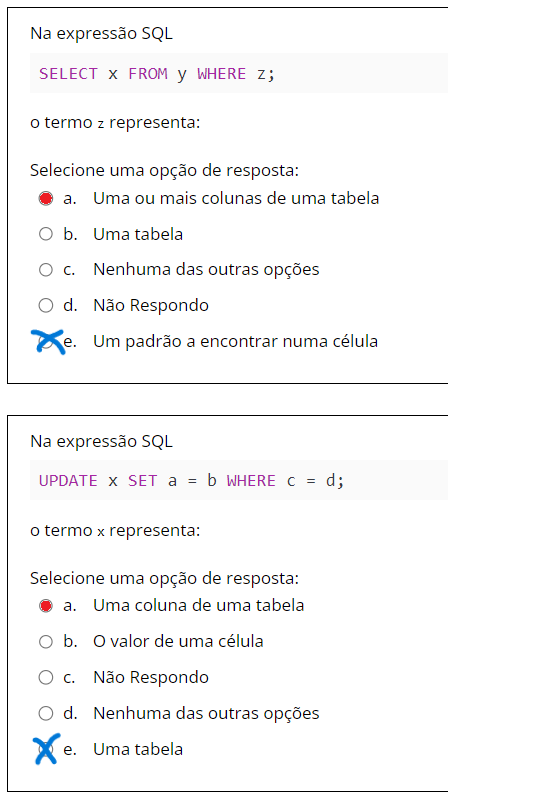 Na expressão SQL
SELECT x FROM y WHERE z;
o termo z representa:
Selecione uma opção de resposta:
a. Uma ou mais colunas de uma tabela
b. Uma tabela
c. Nenhuma das outras opções
d. Não Respondo
e. Um padrão a encontrar numa célula
Na expressão SQL
UPDATE x SET a = b WHERE c = d;
o termo x representa:
Selecione uma opção de resposta:
a. Uma coluna de uma tabela
b. O valor de uma célula
c. Não Respondo
d. Nenhuma das outras opções
e. Uma tabela